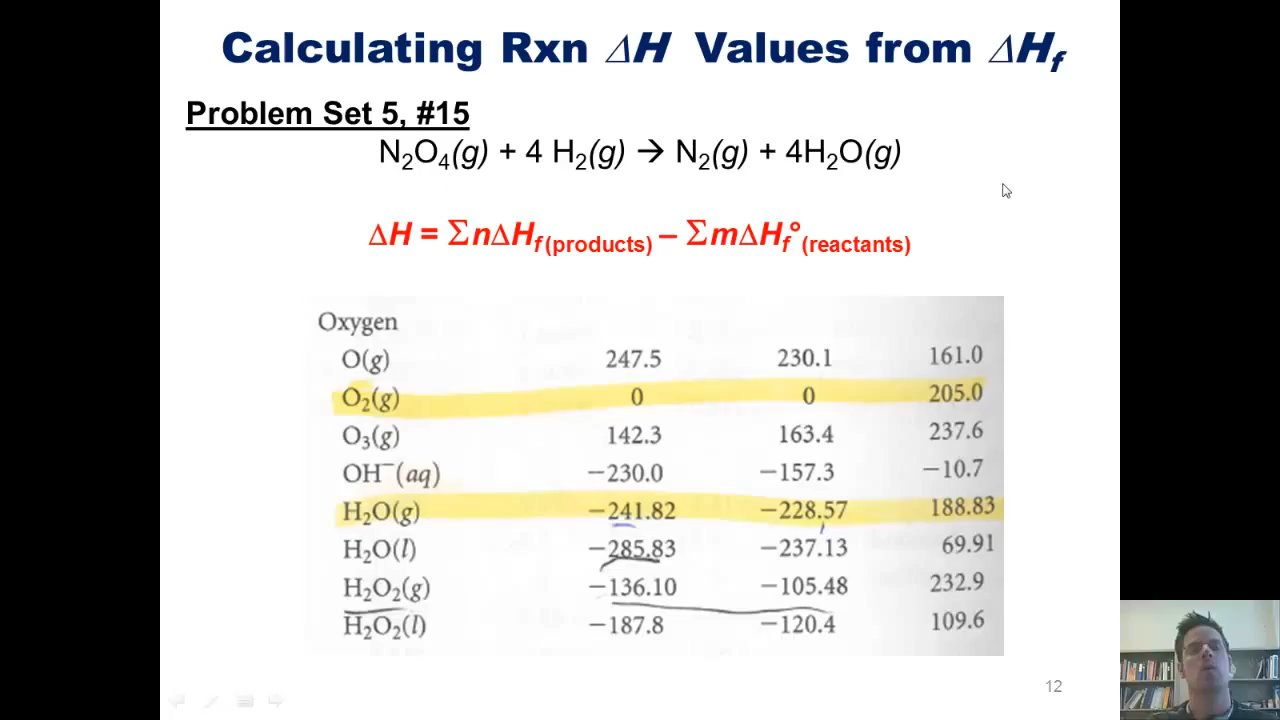 Calculating Rxn ΔH Values from ΔHf
Problem Set 5, #15
N₂O₄(g) + 4 H₂(g) → N₂(g) + 4H₂O(g)
ΔH = ΣnΔHf (products) – ΣmΔHf°(reactants)
Oxygen
O(g) 247.5 230.1 161.0
O₂(g) 0 0 205.0
O₃(g) 142.3 163.4 237.6
OH⁻(aq) −230.0 −157.3 −10.7
H₂O(g) −241.82 −228.57 188.83
H₂O(l) −285.83 −237.13 69.91
H₂O₂(g) −136.10 −105.48 232.9
H₂O₂(l) −187.8 −120.4 109.6
12